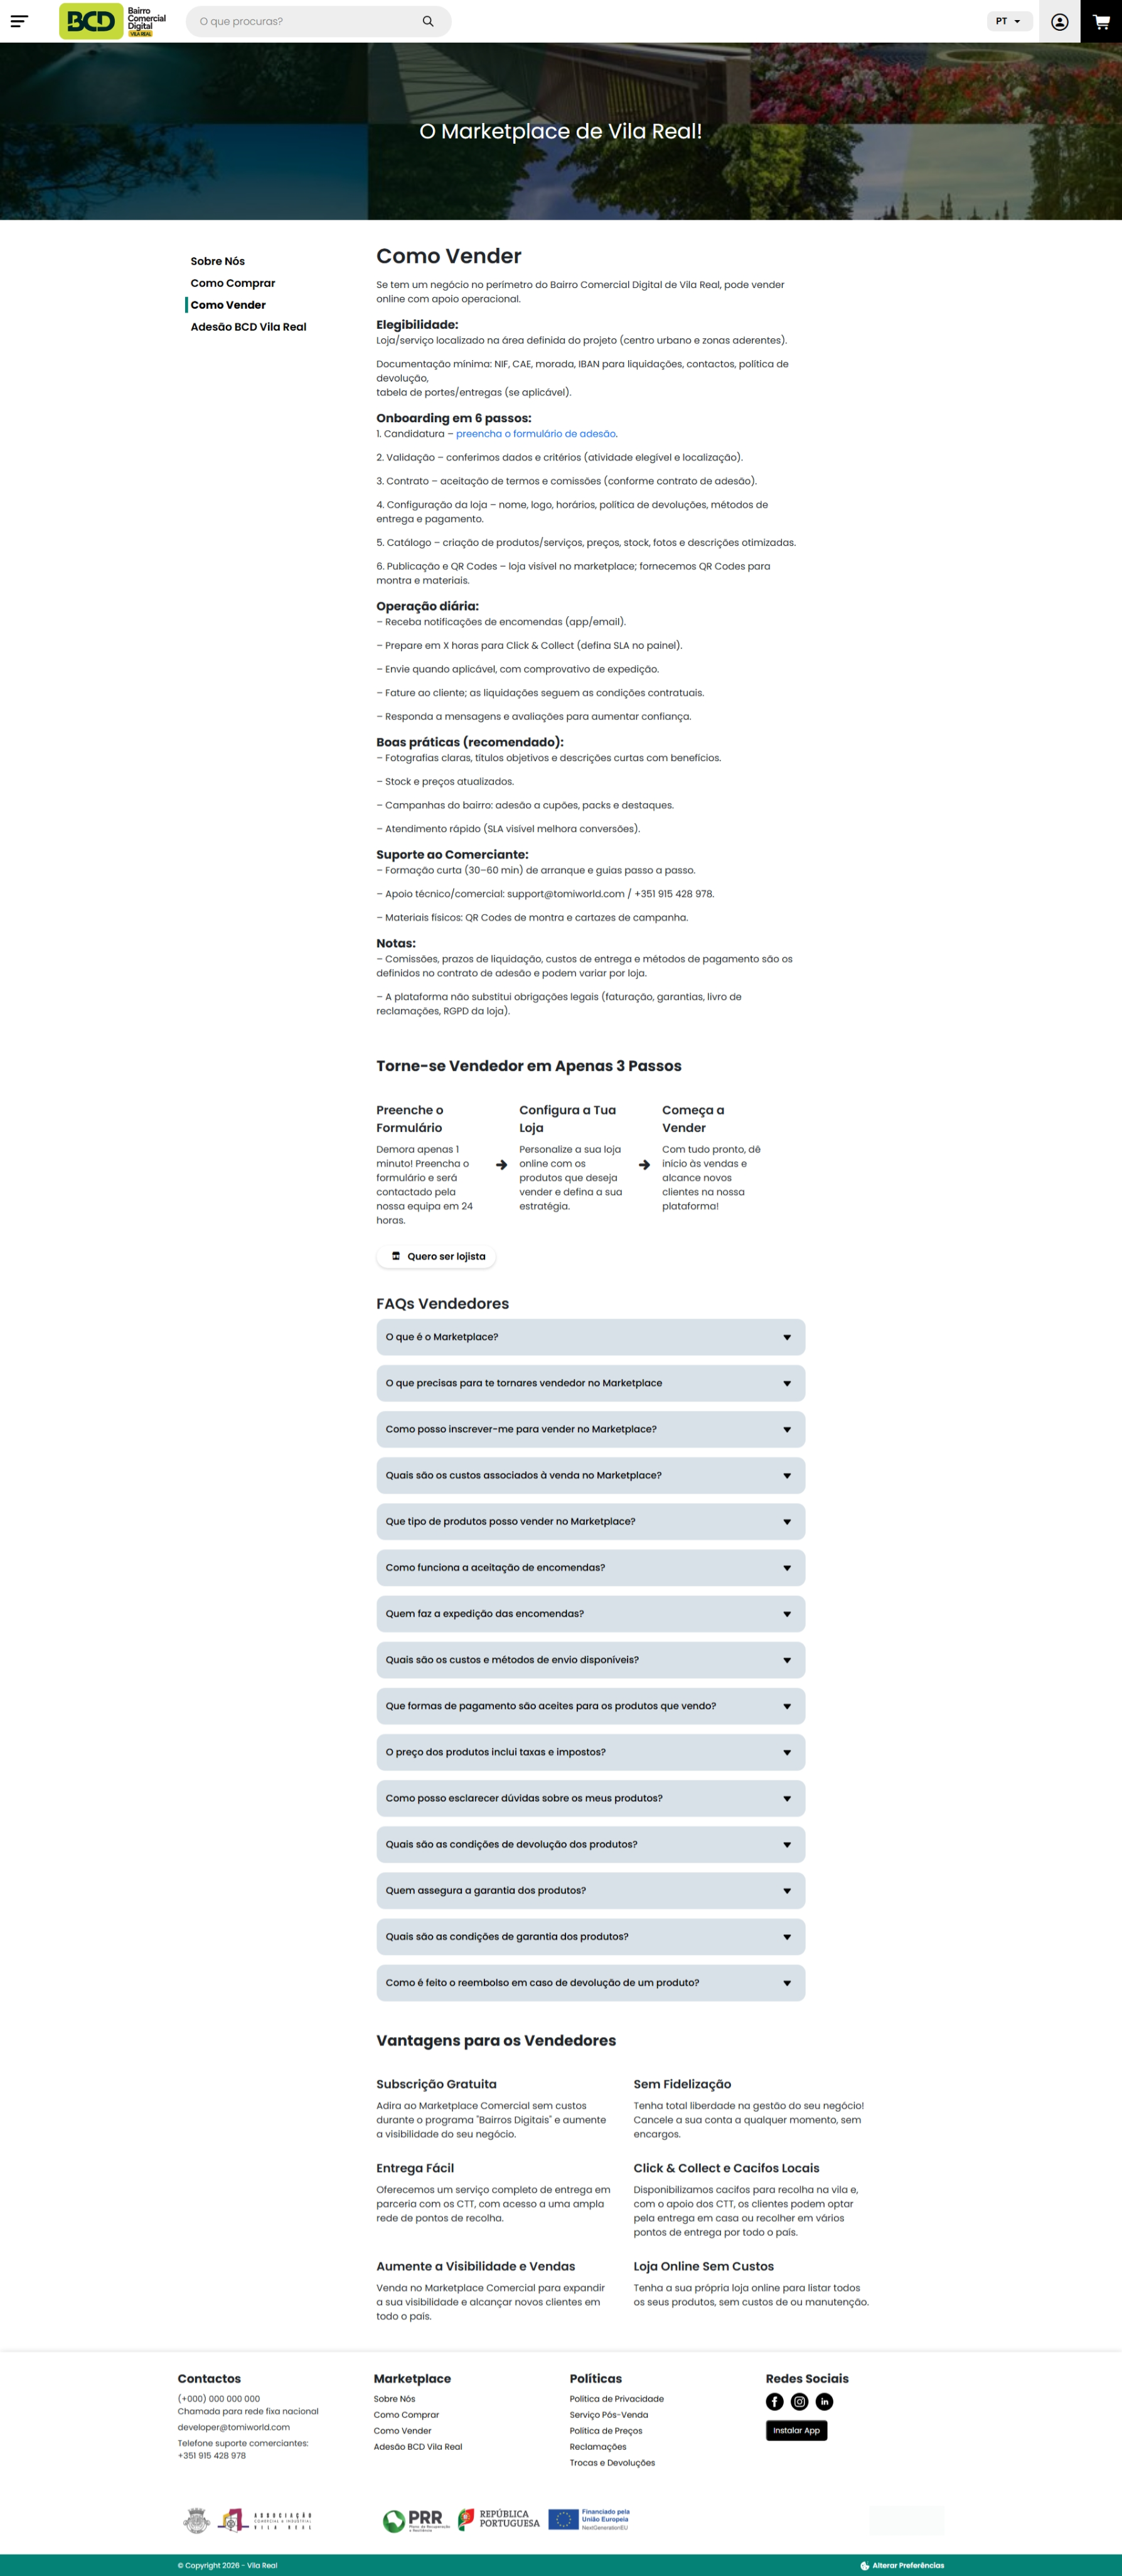 BCD
Bairro
Comercial
Digital
VILA REAL
O que procuras?
PT
O Marketplace de Vila Real!
Sobre Nós
Como Comprar
Como Vender
Adesão BCD Vila Real
Como Vender
Se tem um negócio no perímetro do Bairro Comercial Digital de Vila Real, pode vender
online com apoio operacional.
Elegibilidade:
Loja/serviço localizado na área definida do projeto (centro urbano e zonas aderentes).
Documentação mínima: NIF, CAE, morada, IBAN para liquidações, contactos, política de
devolução,
tabela de portes/entregas (se aplicável).
Onboarding em 6 passos:
1. Candidatura – preencha o formulário de adesão.
2. Validação – conferimos dados e critérios (atividade elegível e localização).
3. Contrato – aceitação de termos e comissões (conforme contrato de adesão).
4. Configuração da loja – nome, logo, horários, política de devoluções, métodos de
entrega e pagamento.
5. Catálogo – criação de produtos/serviços, preços, stock, fotos e descrições otimizadas.
6. Publicação e QR Codes – loja visível no marketplace; fornecemos QR Codes para
montra e materiais.
Operação diária:
– Receba notificações de encomendas (app/email).
– Prepare em X horas para Click & Collect (defina SLA no painel).
– Envie quando aplicável, com comprovativo de expedição.
– Fature ao cliente; as liquidações seguem as condições contratuais.
– Responda a mensagens e avaliações para aumentar confiança.
Boas práticas (recomendado):
– Fotografias claras, títulos objetivos e descrições curtas com benefícios.
– Stock e preços atualizados.
– Campanhas do bairro: adesão a cupões, packs e destaques.
– Atendimento rápido (SLA visível melhora conversões).
Suporte ao Comerciante:
– Formação curta (30–60 min) de arranque e guias passo a passo.
– Apoio técnico/comercial: support@tomiworld.com / +351 915 428 978.
– Materiais físicos: QR Codes de montra e cartazes de campanha.
Notas:
– Comissões, prazos de liquidação, custos de entrega e métodos de pagamento são os
definidos no contrato de adesão e podem variar por loja.
– A plataforma não substitui obrigações legais (faturação, garantias, livro de
reclamações, RGPD da loja).
Torne-se Vendedor em Apenas 3 Passos
Preenche o
Formulário
Demora apenas 1
minuto! Preencha o
formulário e será
contactado pela
nossa equipa em 24
horas.
Configura a Tua
Loja
Personalize a sua loja
online com os
produtos que deseja
vender e defina a sua
estratégia.
Começa a
Vender
Com tudo pronto, dê
início às vendas e
alcance novos
clientes na nossa
plataforma!
Quero ser lojista
FAQs Vendedores
O que é o Marketplace?
O que precisas para te tornares vendedor no Marketplace
Como posso inscrever-me para vender no Marketplace?
Quais são os custos associados à venda no Marketplace?
Que tipo de produtos posso vender no Marketplace?
Como funciona a aceitação de encomendas?
Quem faz a expedição das encomendas?
Quais são os custos e métodos de envio disponíveis?
Que formas de pagamento são aceites para os produtos que vendo?
O preço dos produtos inclui taxas e impostos?
Como posso esclarecer dúvidas sobre os meus produtos?
Quais são as condições de devolução dos produtos?
Quem assegura a garantia dos produtos?
Quais são as condições de garantia dos produtos?
Como é feito o reembolso em caso de devolução de um produto?
Vantagens para os Vendedores
Subscrição Gratuita
Adira ao Marketplace Comercial sem custos
durante o programa "Bairros Digitais" e aumente
a visibilidade do seu negócio.
Sem Fidelização
Tenha total liberdade na gestão do seu negócio!
Cancele a sua conta a qualquer momento, sem
encargos.
Entrega Fácil
Oferecemos um serviço completo de entrega em
parceria com os CTT, com acesso a uma ampla
rede de pontos de recolha.
Click & Collect e Cacifos Locais
Disponibilizamos cacifos para recolha na vila e,
com o apoio dos CTT, os clientes podem optar
pela entrega em casa ou recolher em vários
pontos de entrega por todo o país.
Aumente a Visibilidade e Vendas
Venda no Marketplace Comercial para expandir
a sua visibilidade e alcançar novos clientes em
todo o país.
Loja Online Sem Custos
Tenha a sua própria loja online para listar todos
os seus produtos, sem custos de ou manutenção.
Contactos
(+000) 000 000 000
Chamada para rede fixa nacional
developer@tomiworld.com
Telefone suporte comerciantes:
+351 915 428 978
Marketplace
Sobre Nós
Como Comprar
Como Vender
Adesão BCD Vila Real
Políticas
Política de Privacidade
Serviço Pós-Venda
Política de Preços
Reclamações
Trocas e Devoluções
Redes Sociais
Instalar App
ASSOCIAÇÃO
COMERCIAL & INDUSTRIAL
VILA REAL
PRR
Plano de Recuperação
e Resiliência
REPÚBLICA
PORTUGUESA
Financiado pela
União Europeia
NextGenerationEU
© Copyright 2026 - Vila Real
Alterar Preferências